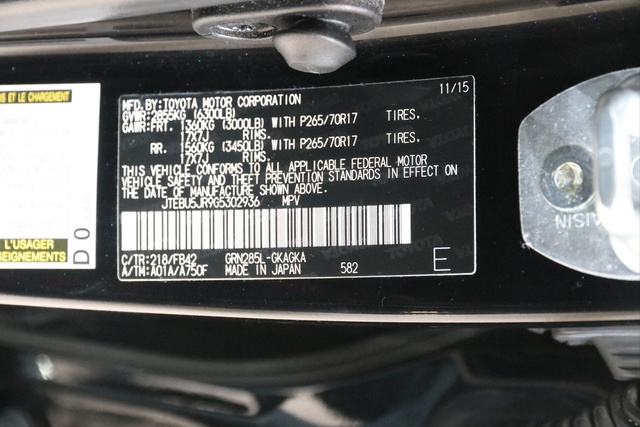 MFD.BY:TOYOTA MOTOR CORPORATION 11/15
GVWR:2855KG (6300LB)
GAWR:FRT. 1360KG (3000LB) WITH P265/70R17 TIRES.
17X7J RIMS.
RR. 1560KG (3450LB) WITH P265/70R17 TIRES.
17X7J RIMS.
THIS VEHICLE CONFORMS TO ALL APPLICABLE FEDERAL MOTOR
VEHICLE SAFETY AND THEFT PREVENTION STANDARDS IN EFFECT ON
THE DATE OF MANUFACTURE SHOWN ABOVE.
JTEBU5JR9G5302936 MPV
C/TR:218/FB42 GRN285L-GKAGKA
A/TM:A01A/A750F MADE IN JAPAN 582 E
ET LE CHARGEMENT
L'USAGER
SEIGNEMENTS
D0
AISIN